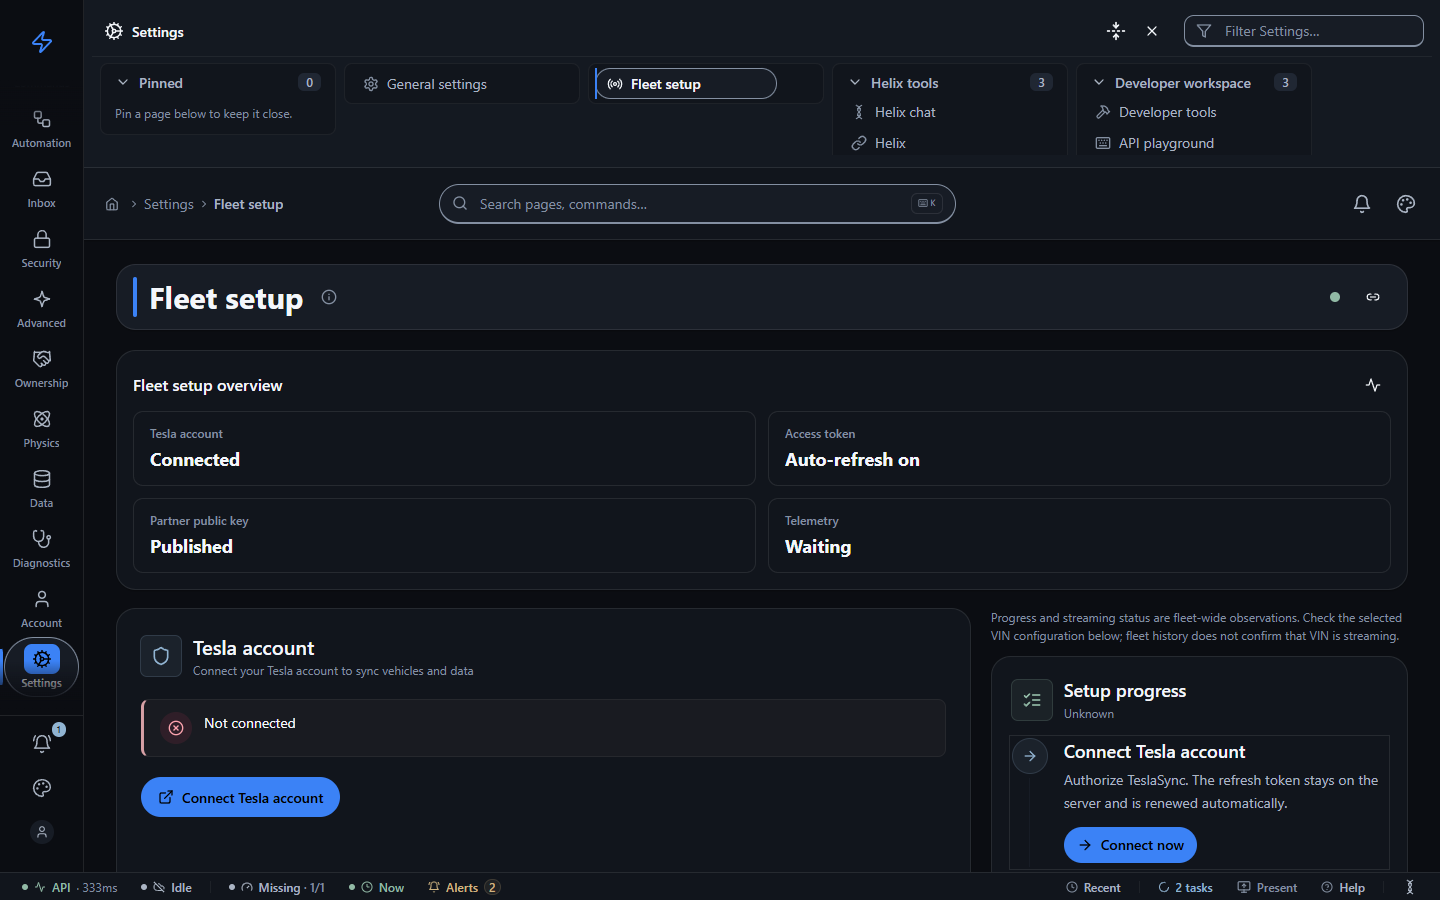 Settings
Filter Settings...
Pinned
0
Pin a page below to keep it close.
General settings
Fleet setup
Helix tools
3
Helix chat
Helix
Developer workspace
3
Developer tools
API playground
Automation
Inbox
Security
Advanced
Ownership
Physics
Data
Diagnostics
Account
Settings
1
Settings
Fleet setup
Search pages, commands...
K
Fleet setup
Fleet setup overview
Tesla account
Connected
Access token
Auto-refresh on
Partner public key
Published
Telemetry
Waiting
Tesla account
Connect your Tesla account to sync vehicles and data
Not connected
Connect Tesla account
Progress and streaming status are fleet-wide observations. Check the selected
VIN configuration below; fleet history does not confirm that VIN is streaming.
Setup progress
Unknown
Connect Tesla account
Authorize TeslaSync. The refresh token stays on the
server and is renewed automatically.
Connect now
API · 333ms
Idle
Missing · 1/1
Now
Alerts 2
Recent
2 tasks
Present
Help